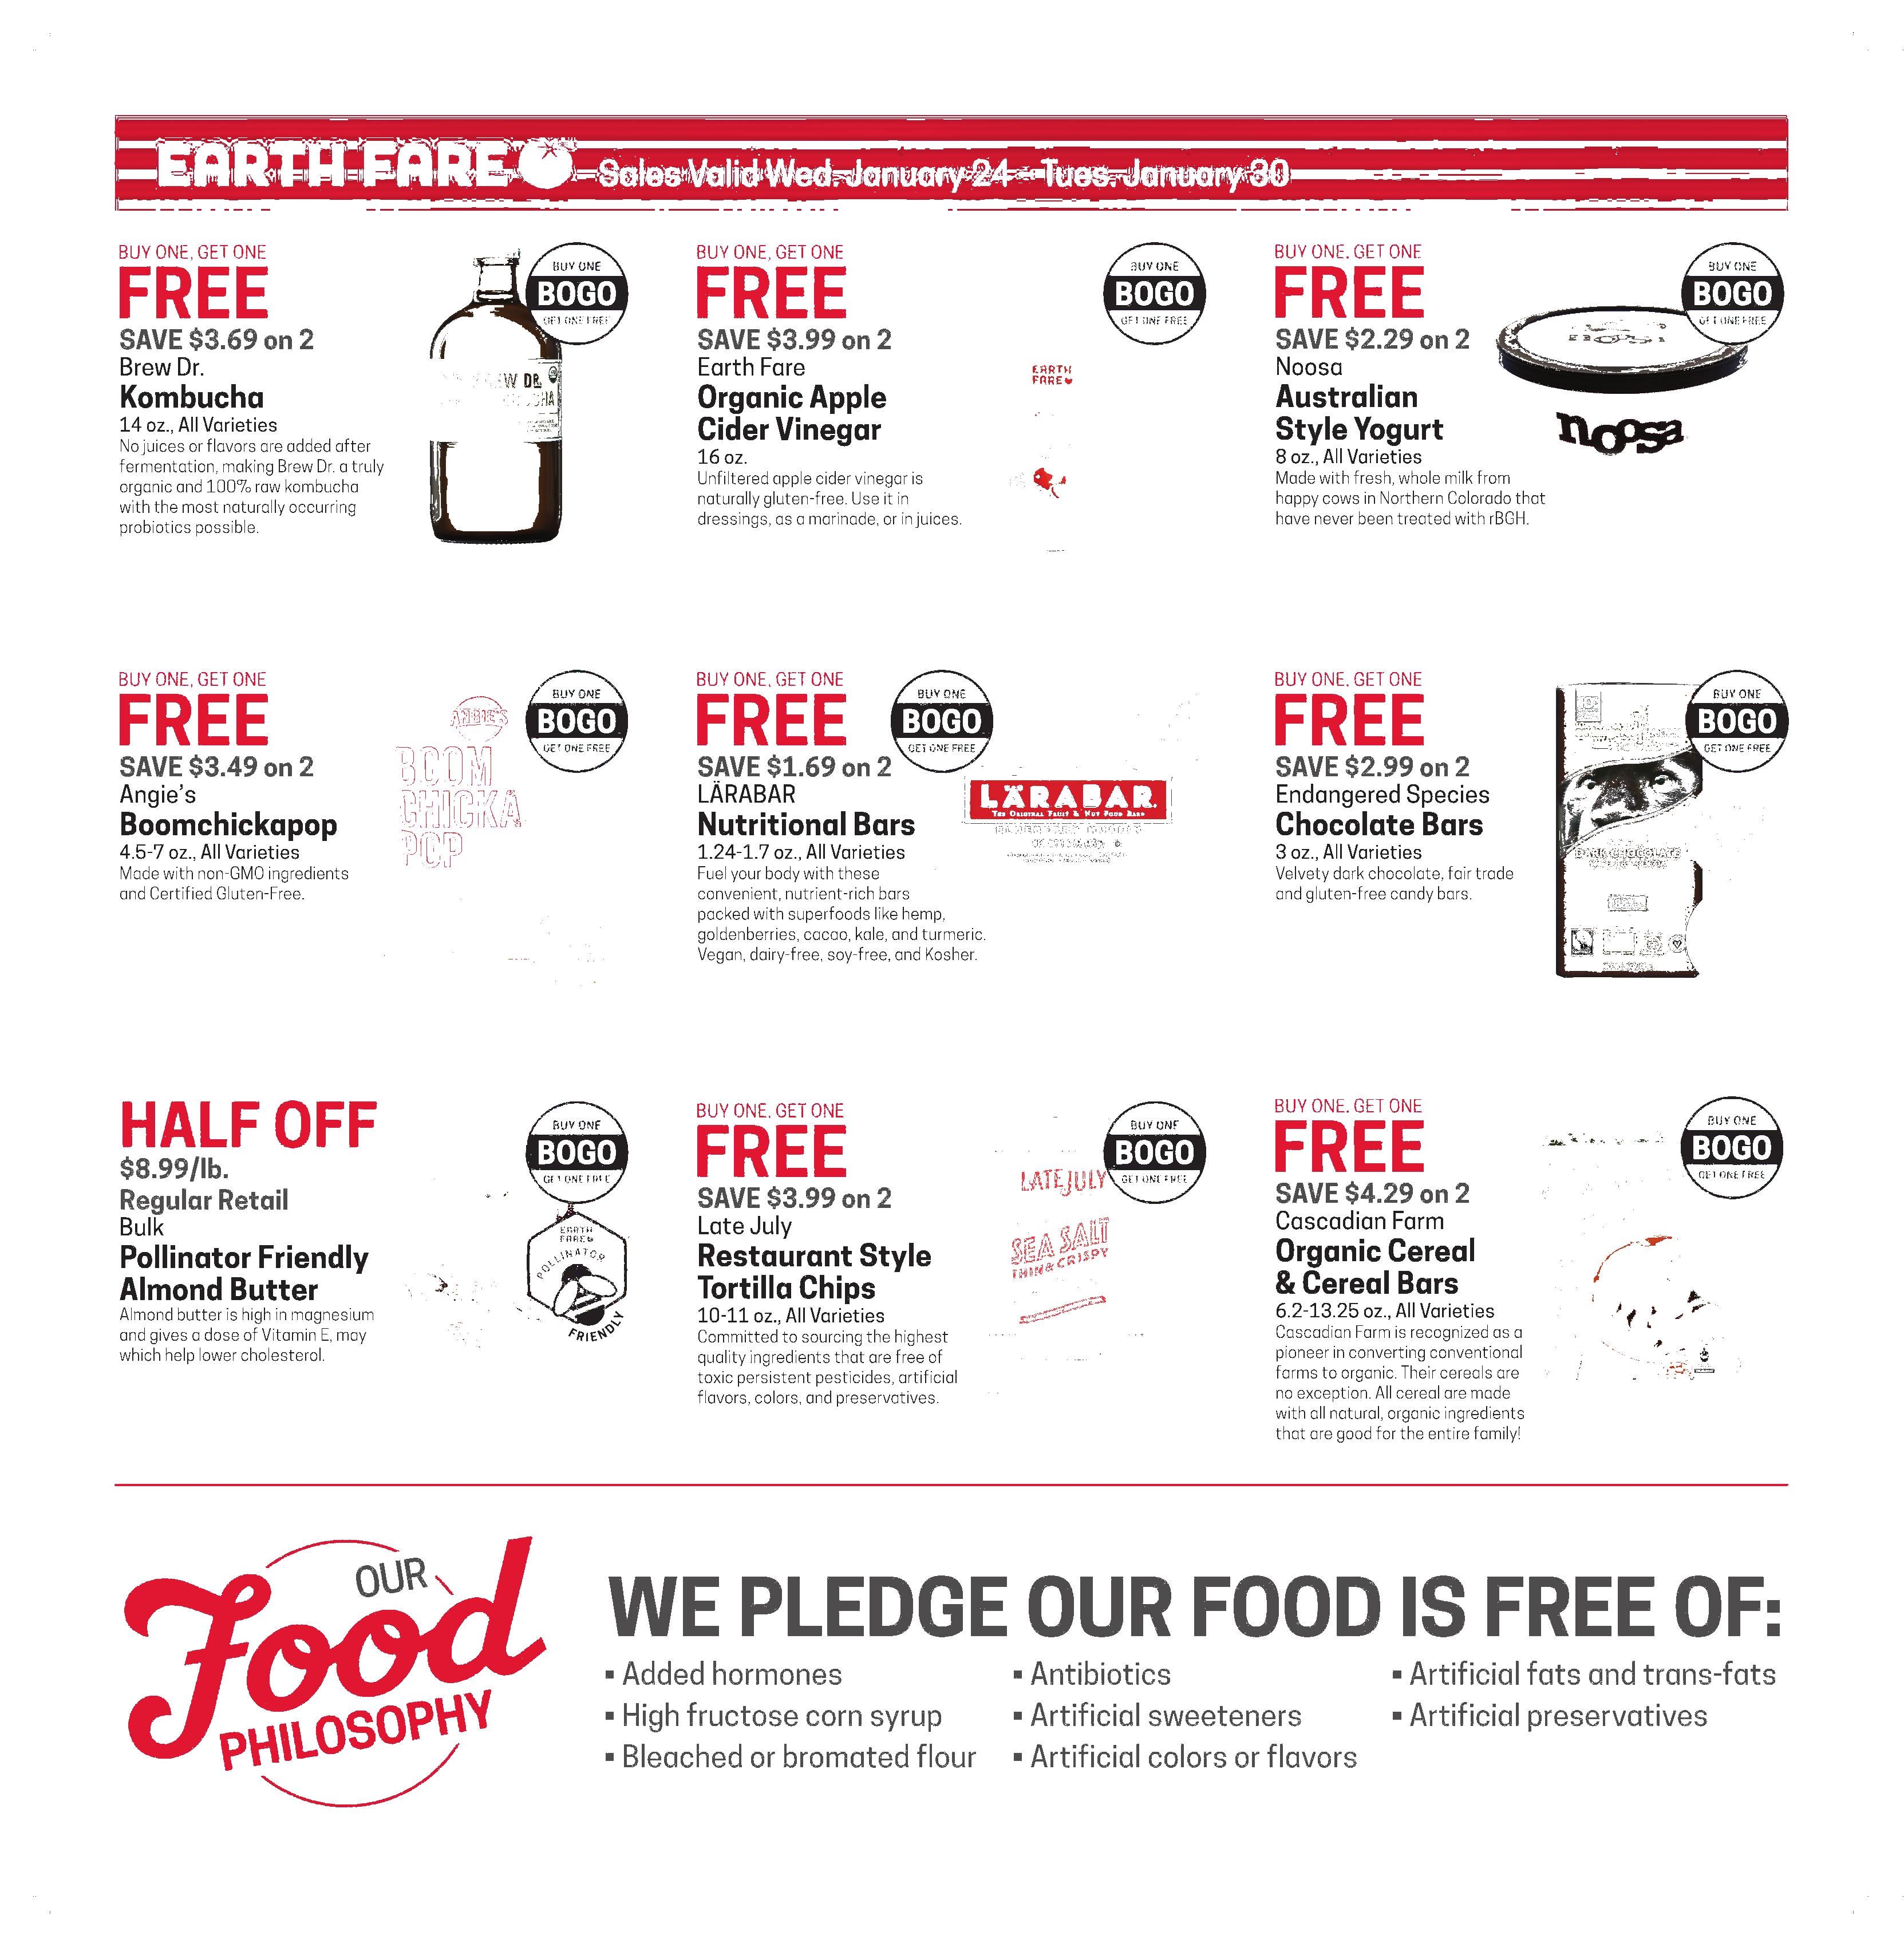 EARTH FARE Sales Valid Wed. January 24 - Tues. January 30
BUY ONE, GET ONE
FREE
SAVE $3.69 on 2
Brew Dr.
Kombucha
14 oz., All Varieties
No juices or flavors are added after
fermentation, making Brew Dr. a truly
organic and 100% raw kombucha
with the most naturally occurring
probiotics possible.
BUY ONE
BOGO
GET ONE FREE
BUY ONE, GET ONE
FREE
SAVE $3.99 on 2
Earth Fare
Organic Apple
Cider Vinegar
16 oz.
Unfiltered apple cider vinegar is
naturally gluten-free. Use it in
dressings, as a marinade, or in juices.
BUY ONE
BOGO
GET ONE FREE
EARTH
FARE
BUY ONE, GET ONE
FREE
SAVE $2.29 on 2
Noosa
Australian
Style Yogurt
8 oz., All Varieties
Made with fresh, whole milk from
happy cows in Northern Colorado that
have never been treated with rBGH.
BUY ONE
BOGO
GET ONE FREE
noosa
BUY ONE, GET ONE
FREE
SAVE $3.49 on 2
Angie's
Boomchickapop
4.5-7 oz., All Varieties
Made with non-GMO ingredients
and Certified Gluten-Free.
ANGIE'S
BOOM
CHICKA
POP
BUY ONE
BOGO
GET ONE FREE
BUY ONE, GET ONE
FREE
SAVE $1.69 on 2
LÄRABAR
Nutritional Bars
1.24-1.7 oz., All Varieties
Fuel your body with these
convenient, nutrient-rich bars
packed with superfoods like hemp,
goldenberries, cacao, kale, and turmeric.
Vegan, dairy-free, soy-free, and Kosher.
BUY ONE
BOGO
GET ONE FREE
LÄRABAR
The Original Fruit & Nut Food Bar
BUY ONE, GET ONE
FREE
SAVE $2.99 on 2
Endangered Species
Chocolate Bars
3 oz., All Varieties
Velvety dark chocolate, fair trade
and gluten-free candy bars.
BUY ONE
BOGO
GET ONE FREE
DARK CHOCOLATE
HALF OFF
$8.99/lb.
Regular Retail
Bulk
Pollinator Friendly
Almond Butter
Almond butter is high in magnesium
and gives a dose of Vitamin E, may
which help lower cholesterol.
BUY ONE
BOGO
GET ONE FREE
EARTH
FARE
POLLINATOR
FRIENDLY
BUY ONE, GET ONE
FREE
SAVE $3.99 on 2
Late July
Restaurant Style
Tortilla Chips
10-11 oz., All Varieties
Committed to sourcing the highest
quality ingredients that are free of
toxic persistent pesticides, artificial
flavors, colors, and preservatives.
BUY ONE
BOGO
GET ONE FREE
LATE JULY
SEA SALT
THIN & CRISPY
BUY ONE, GET ONE
FREE
SAVE $4.29 on 2
Cascadian Farm
Organic Cereal
& Cereal Bars
6.2-13.25 oz., All Varieties
Cascadian Farm is recognized as a
pioneer in converting conventional
farms to organic. Their cereals are
no exception. All cereal are made
with all natural, organic ingredients
that are good for the entire family!
BUY ONE
BOGO
GET ONE FREE
OUR
Food
PHILOSOPHY
WE PLEDGE OUR FOOD IS FREE OF:
▪ Added hormones
▪ High fructose corn syrup
▪ Bleached or bromated flour
▪ Antibiotics
▪ Artificial sweeteners
▪ Artificial colors or flavors
▪ Artificial fats and trans-fats
▪ Artificial preservatives